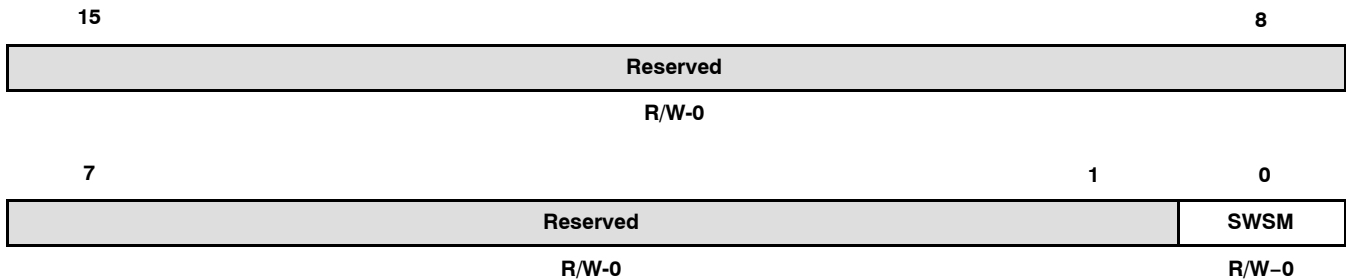 15 8
Reserved
R/W-0
7 1 0
Reserved SWSM
R/W-0 R/W−0